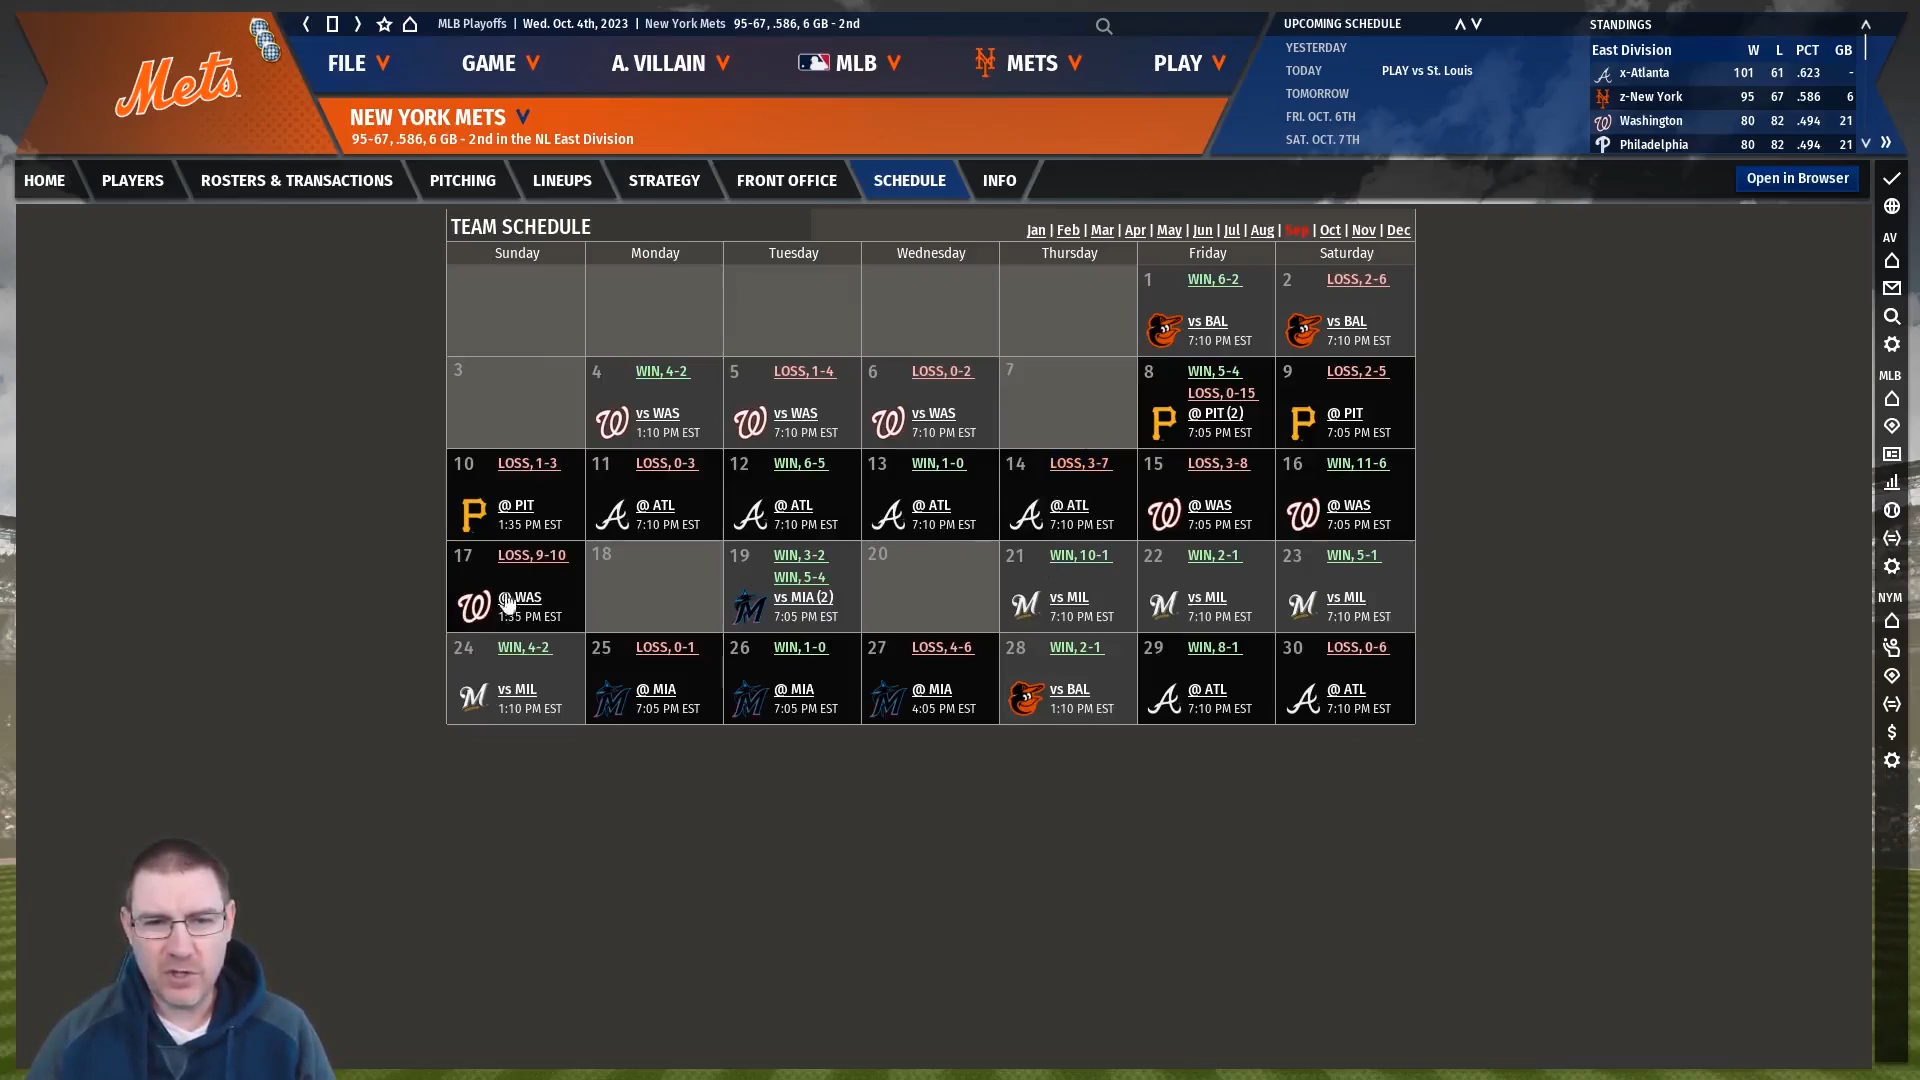 Mets
MLB Playoffs | Wed. Oct. 4th, 2023 | New York Mets 95-67, .586, 6 GB - 2nd
FILE GAME A. VILLAIN MLB METS PLAY
NEW YORK METS
95-67, .586, 6 GB - 2nd in the NL East Division
UPCOMING SCHEDULE
YESTERDAY
TODAY PLAY vs St. Louis
TOMORROW
FRI. OCT. 6TH
SAT. OCT. 7TH
STANDINGS
East Division W L PCT GB
x-Atlanta 101 61 .623 -
z-New York 95 67 .586 6
Washington 80 82 .494 21
Philadelphia 80 82 .494 21
HOME PLAYERS ROSTERS & TRANSACTIONS PITCHING LINEUPS STRATEGY FRONT OFFICE SCHEDULE INFO
Open in Browser
AV
MLB
NYM
TEAM SCHEDULE
Jan | Feb | Mar | Apr | May | Jun | Jul | Aug | Sep | Oct | Nov | Dec
Sunday Monday Tuesday Wednesday Thursday Friday Saturday
1 WIN, 6-2 2 LOSS, 2-6
vs BAL vs BAL
7:10 PM EST 7:10 PM EST
3 4 WIN, 4-2 5 LOSS, 1-4 6 LOSS, 0-2 7 8 WIN, 5-4 9 LOSS, 2-5
LOSS, 0-15
vs WAS vs WAS vs WAS @ PIT (2) @ PIT
1:10 PM EST 7:10 PM EST 7:10 PM EST 7:05 PM EST 7:05 PM EST
10 LOSS, 1-3 11 LOSS, 0-3 12 WIN, 6-5 13 WIN, 1-0 14 LOSS, 3-7 15 LOSS, 3-8 16 WIN, 11-6
@ PIT @ ATL @ ATL @ ATL @ ATL @ WAS @ WAS
1:35 PM EST 7:10 PM EST 7:10 PM EST 7:10 PM EST 7:10 PM EST 7:05 PM EST 7:05 PM EST
17 LOSS, 9-10 18 19 WIN, 3-2 20 21 WIN, 10-1 22 WIN, 2-1 23 WIN, 5-1
WIN, 5-4
@ WAS vs MIA (2) vs MIL vs MIL vs MIL
1:35 PM EST 7:05 PM EST 7:10 PM EST 7:10 PM EST 7:10 PM EST
24 WIN, 4-2 25 LOSS, 0-1 26 WIN, 1-0 27 LOSS, 4-6 28 WIN, 2-1 29 WIN, 8-1 30 LOSS, 0-6
vs MIL @ MIA @ MIA @ MIA vs BAL @ ATL @ ATL
1:10 PM EST 7:05 PM EST 7:05 PM EST 4:05 PM EST 1:10 PM EST 7:10 PM EST 7:10 PM EST